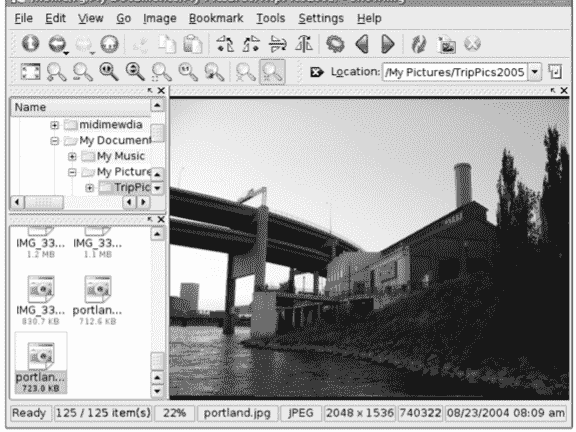 File Edit View Go Image Bookmark Tools Settings Help
Location: /My Pictures/TripPics2005
Name
midimewdia
My Document
My Music
My Picture
TripPic
IMG_33... IMG_33...
1.2 MB 1.1 MB
IMG_33... portlan...
830.7 KB 712.6 KB
portlan...
723.0 KB
Ready 125 / 125 item(s) 22% portland.jpg JPEG 2048 x 1536 740322 08/23/2004 08:09 am